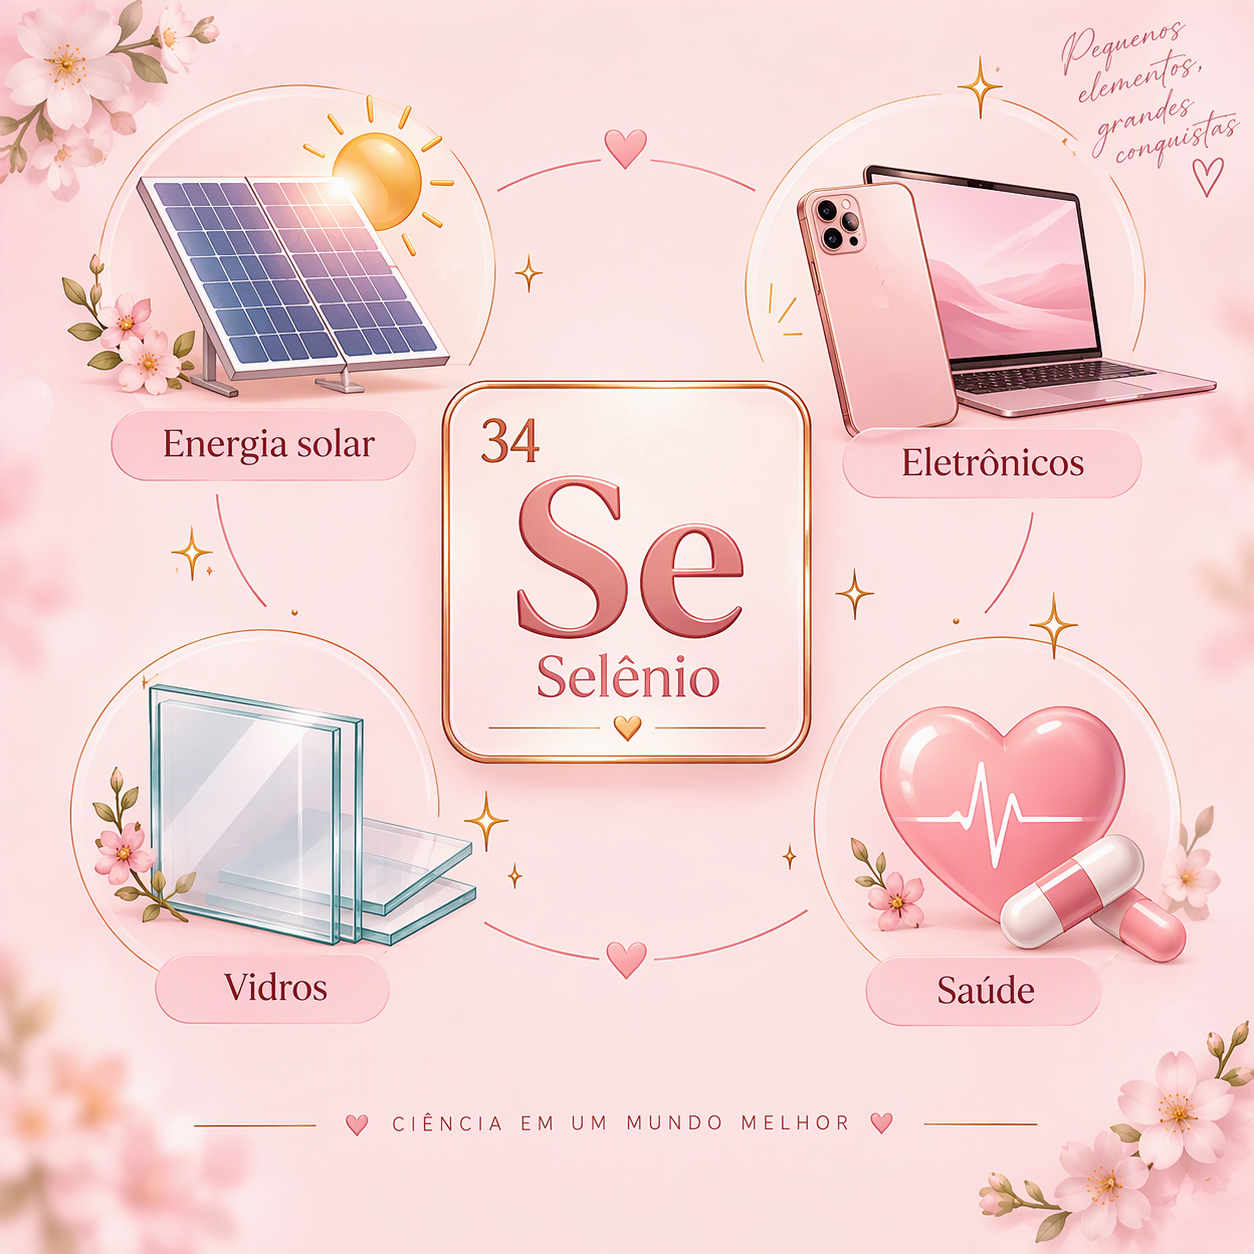 Pequenos
elementos,
grandes
conquistas
Energia solar
Eletrônicos
34
Se
Selênio
Vidros
Saúde
CIÊNCIA EM UM MUNDO MELHOR